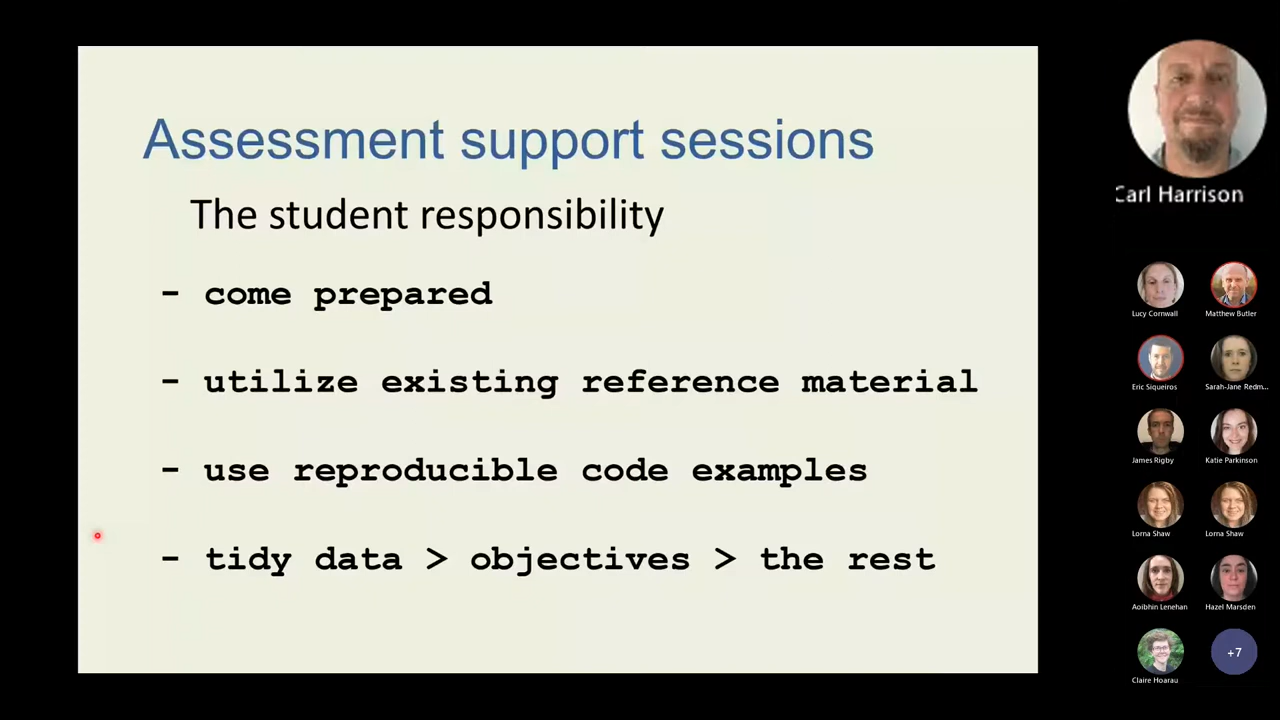 Assessment support sessions
The student responsibility
- come prepared
- utilize existing reference material
- use reproducible code examples
- tidy data > objectives > the rest
Carl Harrison
Lucy Cornwall
Matthew Butler
Eric Siqueiros
Sarah-Jane Redm...
James Rigby
Katie Parkinson
Lorna Shaw
Lorna Shaw
Aoibhin Lenehan
Hazel Marsden
Claire Hoarau
+7